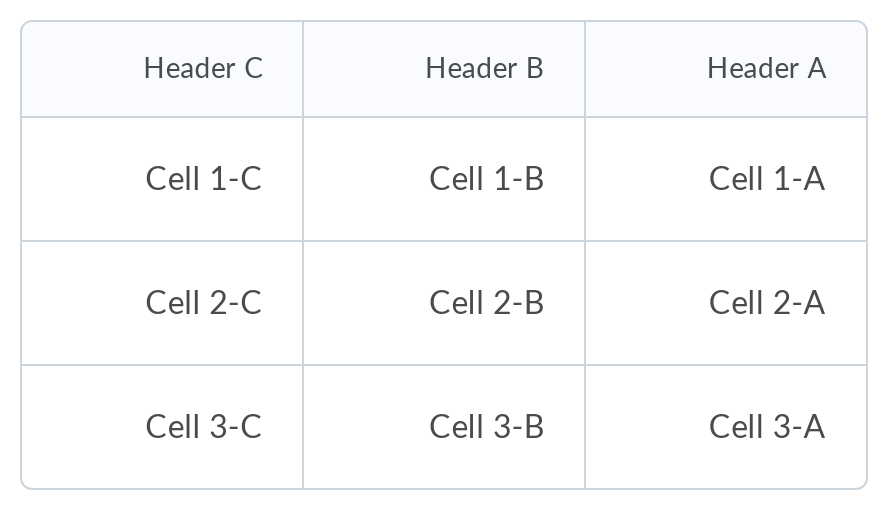 Header C Header B Header A
Cell 1-C Cell 1-B Cell 1-A
Cell 2-C Cell 2-B Cell 2-A
Cell 3-C Cell 3-B Cell 3-A